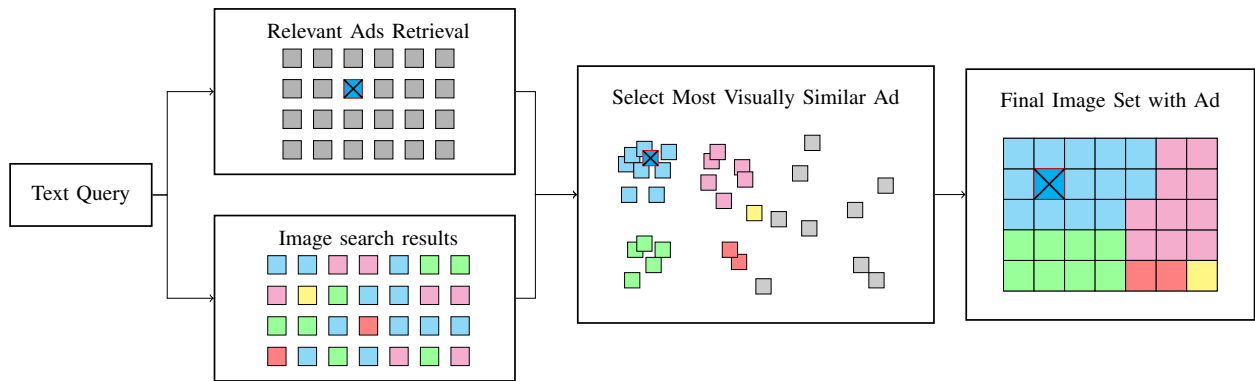 Relevant Ads Retrieval
Text Query
Image search results
Select Most Visually Similar Ad
Final Image Set with Ad